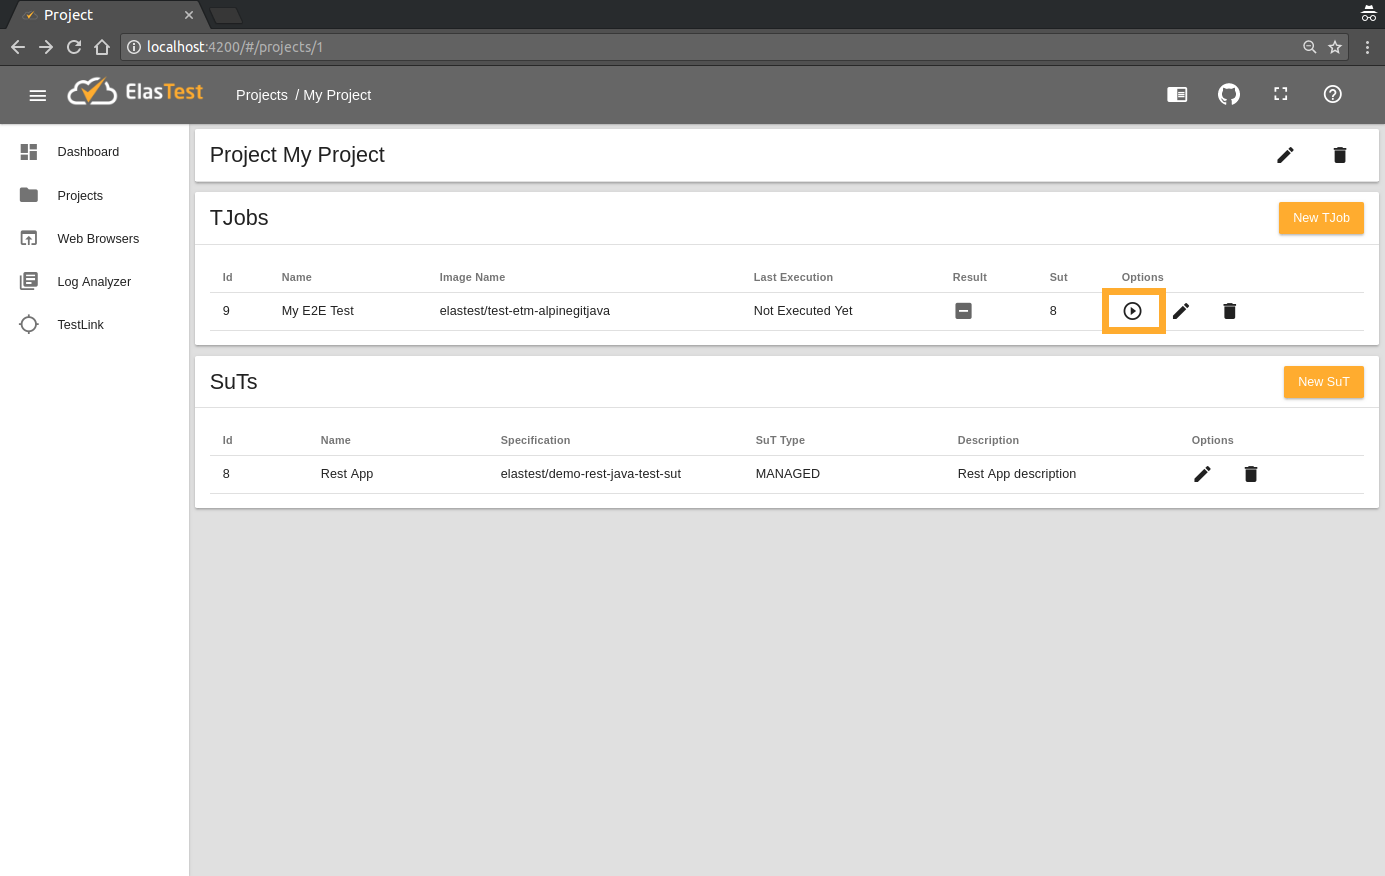 Project
localhost:4200/#/projects/1
ElasTest
Projects / My Project
Dashboard
Projects
Web Browsers
Log Analyzer
TestLink
Project My Project
TJobs
New TJob
Id Name Image Name Last Execution Result Sut Options
9 My E2E Test elastest/test-etm-alpinegitjava Not Executed Yet 8
SuTs
New SuT
Id Name Specification SuT Type Description Options
8 Rest App elastest/demo-rest-java-test-sut MANAGED Rest App description